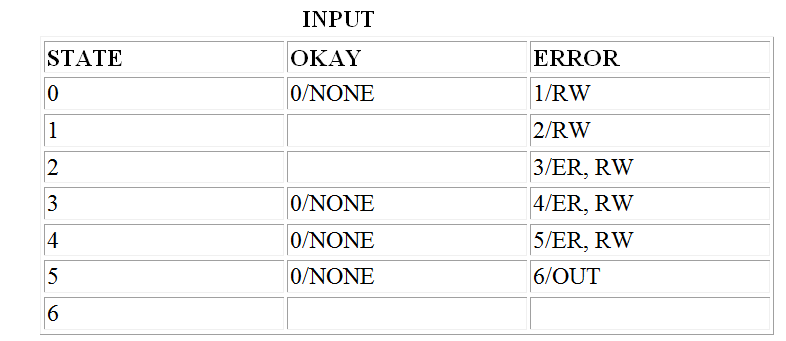 INPUT
STATE OKAY ERROR
0 0/NONE 1/RW
1 2/RW
2 3/ER, RW
3 0/NONE 4/ER, RW
4 0/NONE 5/ER, RW
5 0/NONE 6/OUT
6